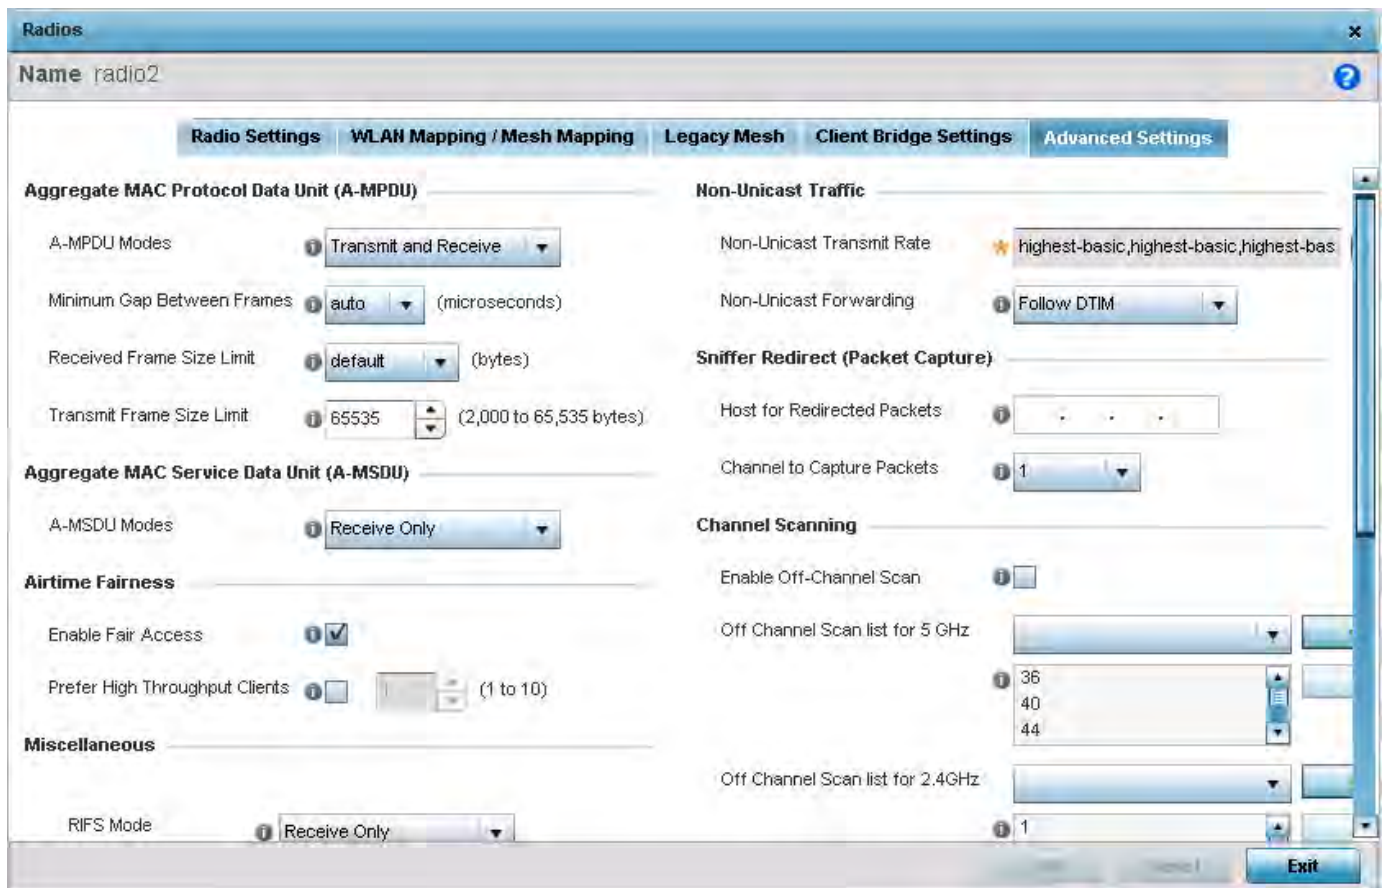 Radios
Name radio2
Radio Settings WLAN Mapping / Mesh Mapping Legacy Mesh Client Bridge Settings Advanced Settings
Aggregate MAC Protocol Data Unit (A-MPDU)
A-MPDU Modes Transmit and Receive
Minimum Gap Between Frames auto (microseconds)
Received Frame Size Limit default (bytes)
Transmit Frame Size Limit 65535 (2,000 to 65,535 bytes)
Aggregate MAC Service Data Unit (A-MSDU)
A-MSDU Modes Receive Only
Airtime Fairness
Enable Fair Access
Prefer High Throughput Clients 1 (1 to 10)
Miscellaneous
RIFS Mode Receive Only
Non-Unicast Traffic
Non-Unicast Transmit Rate highest-basic,highest-basic,highest-bas
Non-Unicast Forwarding Follow DTIM
Sniffer Redirect (Packet Capture)
Host for Redirected Packets . . .
Channel to Capture Packets 1
Channel Scanning
Enable Off-Channel Scan
Off Channel Scan list for 5 GHz
36
40
44
Off Channel Scan list for 2.4GHz
1
Exit